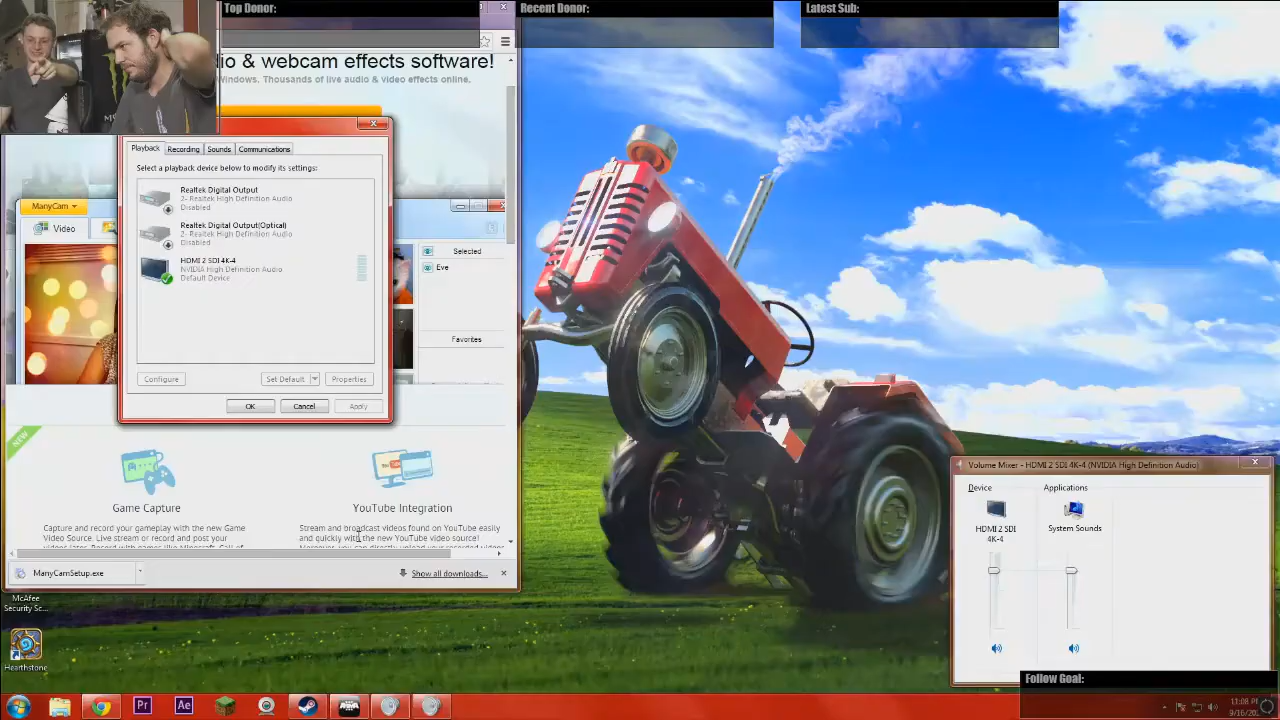 Top Donor:
Recent Donor:
Latest Sub:
io & webcam effects software!
Windows. Thousands of live audio & video effects online.
Playback
Recording
Sounds
Communications
Select a playback device below to modify its settings:
Realtek Digital Output
2- Realtek High Definition Audio
Disabled
Realtek Digital Output(Optical)
2- Realtek High Definition Audio
Disabled
HDMI 2 SDI 4K-4
NVIDIA High Definition Audio
Default Device
Configure
Set Default
Properties
OK
Cancel
Apply
ManyCam
Video
Selected
Eve
Favorites
NEW
Game Capture
Capture and record your gameplay with the new Game
Video Source. Live stream or record and post your
YouTube Integration
Stream and broadcast videos found on YouTube easily
and quickly with the new YouTube video source!
ManyCamSetup.exe
Show all downloads...
McAfee
Security Sc...
Hearthstone
Volume Mixer - HDMI 2 SDI 4K-4 (NVIDIA High Definition Audio)
Device
Applications
HDMI 2 SDI
4K-4
System Sounds
Follow Goal:
Pr
Ae
11:08 PM